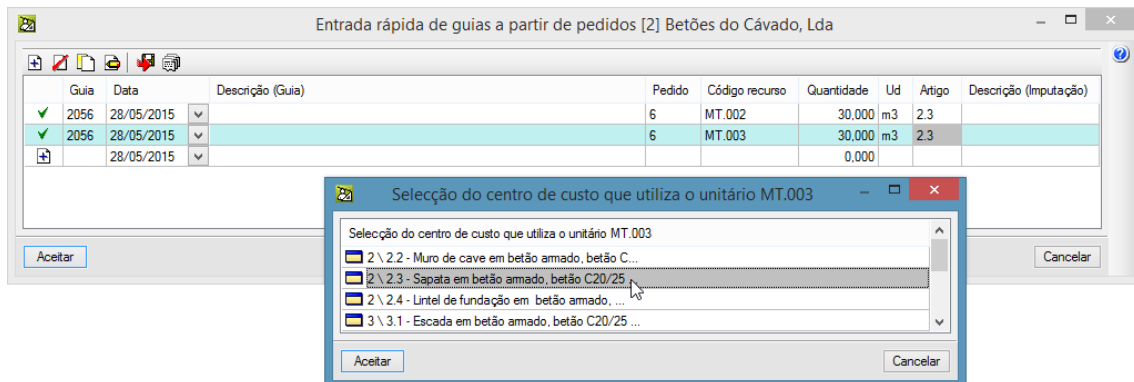 Entrada rápida de guias a partir de pedidos [2] Betões do Cávado, Lda
Guia Data Descrição (Guia) Pedido Código recurso Quantidade Ud Artigo Descrição (Imputação)
2056 28/05/2015 6 MT.002 30,000 m3 2.3
2056 28/05/2015 6 MT.003 30,000 m3 2.3
28/05/2015 0,000
Selecção do centro de custo que utiliza o unitário MT.003
Selecção do centro de custo que utiliza o unitário MT.003
2 \ 2.2 - Muro de cave em betão armado, betão C...
2 \ 2.3 - Sapata em betão armado, betão C20/25
2 \ 2.4 - Lintel de fundação em betão armado, ...
3 \ 3.1 - Escada em betão armado, betão C20/25 ...
Aceitar Cancelar
Aceitar Cancelar